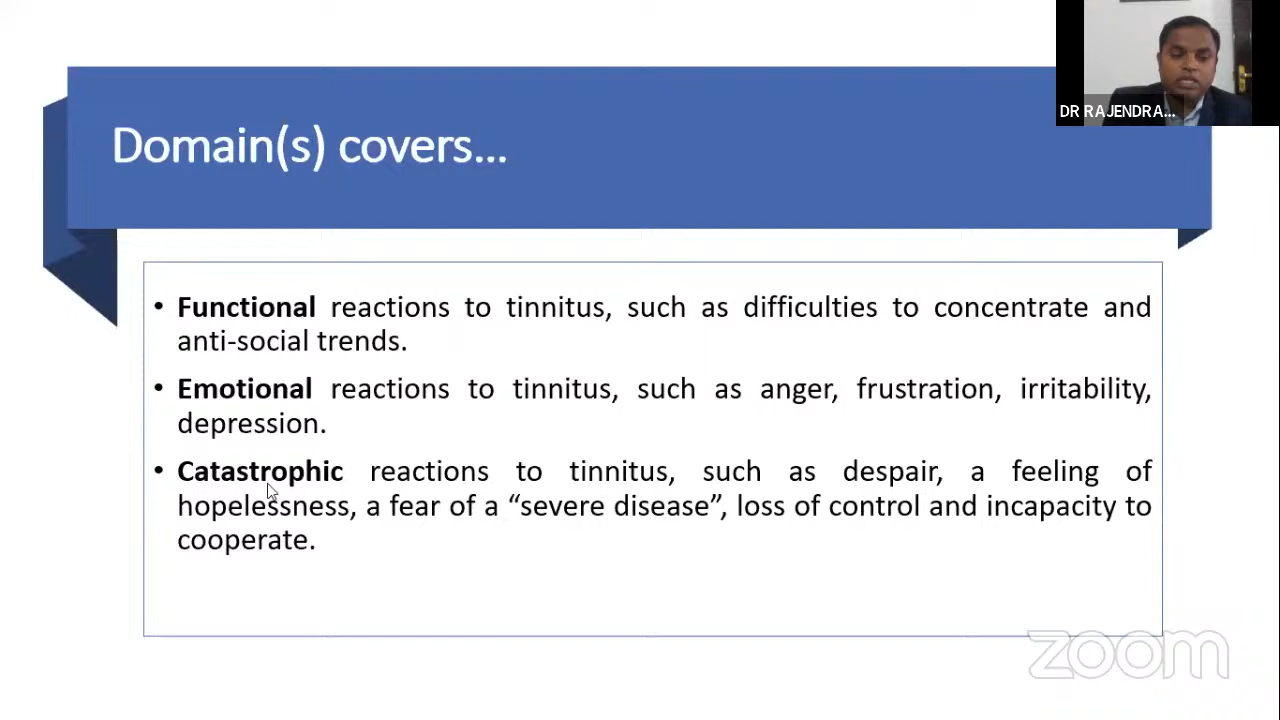 DR RAJENDRA...
Domain(s) covers...
• Functional reactions to tinnitus, such as difficulties to concentrate and
anti-social trends.
• Emotional reactions to tinnitus, such as anger, frustration, irritability,
depression.
• Catastrophic reactions to tinnitus, such as despair, a feeling of
hopelessness, a fear of a “severe disease”, loss of control and incapacity to
cooperate.
zoom